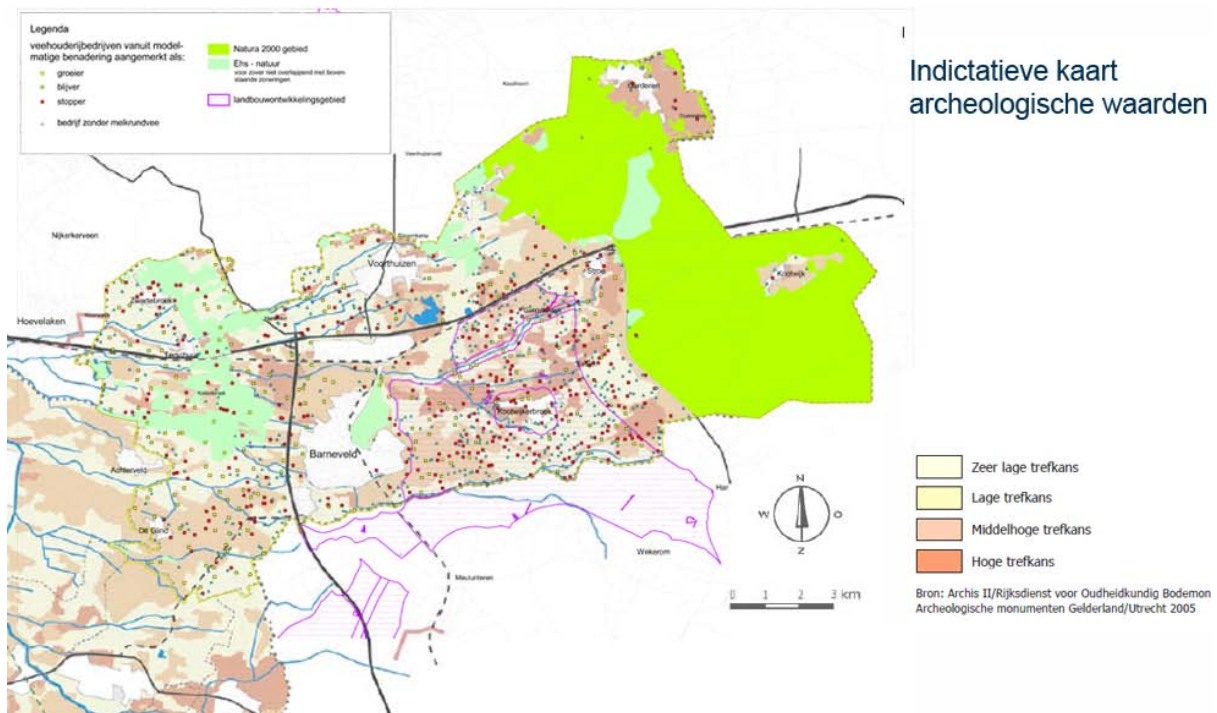 Legenda
veehouderijbedrijven vanuit model-
matige benadering aangemerkt als:
groeier
blijver
stopper
bedrijf zonder melkrundvee
Natura 2000 gebied
Ehs - natuur
voor zover niet overlappend met boven-
staande zoneringen
landbouwontwikkelingsgebied
Indictatieve kaart
archeologische waarden
Garderen
Nijkerkerveen
Voorthuizen
Stroe
Kootwijk
Zwartebroek
Hoevelaken
Terschuur
Kootwijkerbroek
Barneveld
Achterveld
De Glind
Har
Wekerom
N
W
O
Z
0 1 2 3 km
Zeer lage trefkans
Lage trefkans
Middelhoge trefkans
Hoge trefkans
Bron: Archis II/Rijksdienst voor Oudheidkundig Bodemon
Archeologische monumenten Gelderland/Utrecht 2005